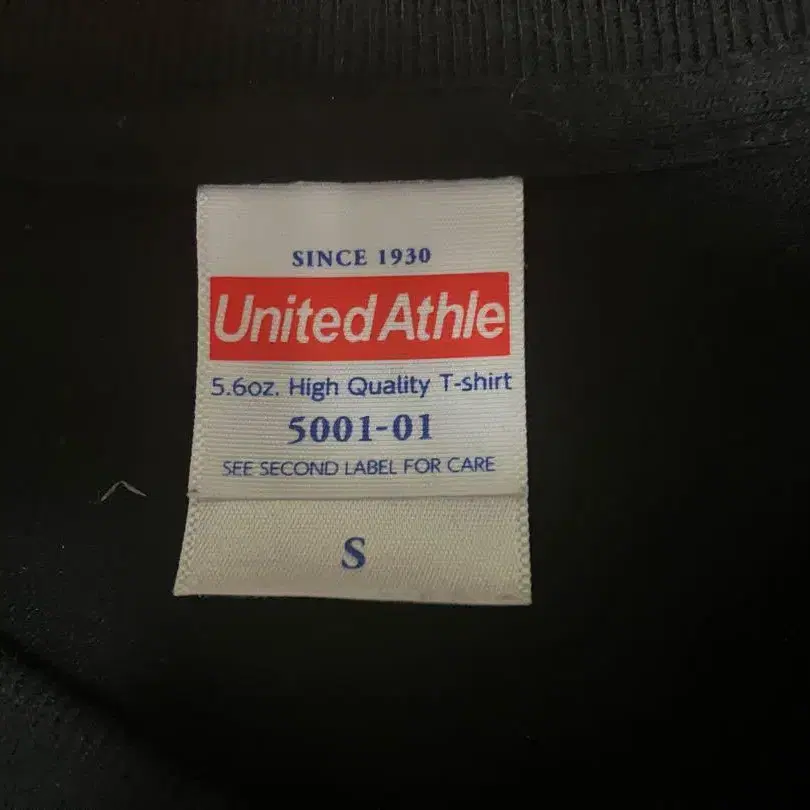 SINCE 1930
United Athle
5.6oz. High Quality T-shirt
5001-01
SEE SECOND LABEL FOR CARE
S